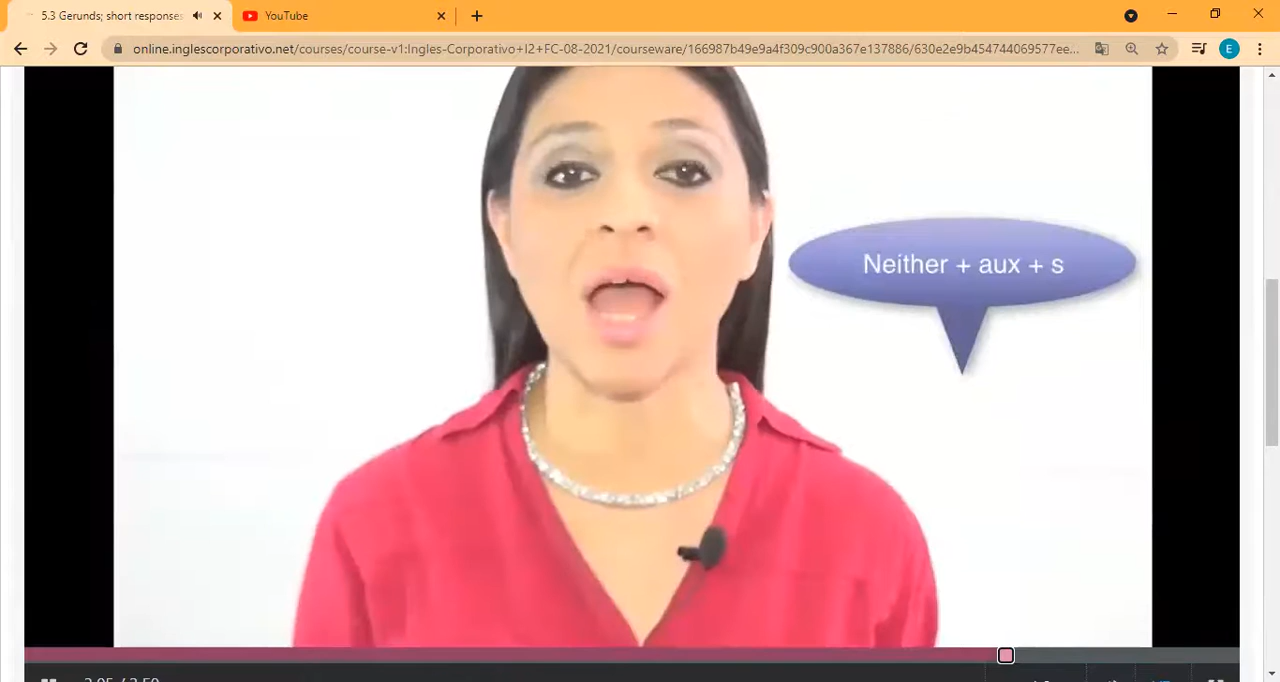 5.3 Gerunds; short responses
YouTube
online.inglescorporativo.net/courses/course-v1:Ingles-Corporativo+I2+FC-08-2021/courseware/166987b49e9a4f309c900a367e137886/630e2e9b454744069577ee...
E
Neither + aux + s